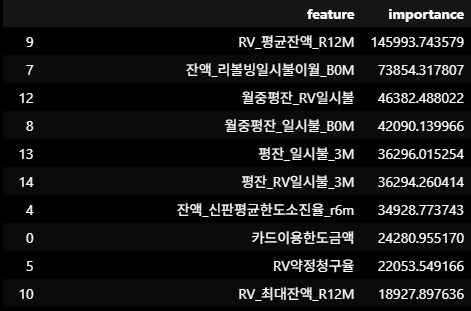 feature importance
9 RV_평균잔액_R12M 145993.743579
7 잔액_리볼빙일시불이월_B0M 73854.317807
12 월중평잔_RV일시불 46382.488022
8 월중평잔_일시불_B0M 42090.139966
13 평잔_일시불_3M 36296.015254
14 평잔_RV일시불_3M 36294.260414
4 잔액_신판평균한도소진율_r6m 34928.773743
0 카드이용한도금액 24280.955170
5 RV약정청구율 22053.549166
10 RV_최대잔액_R12M 18927.897636